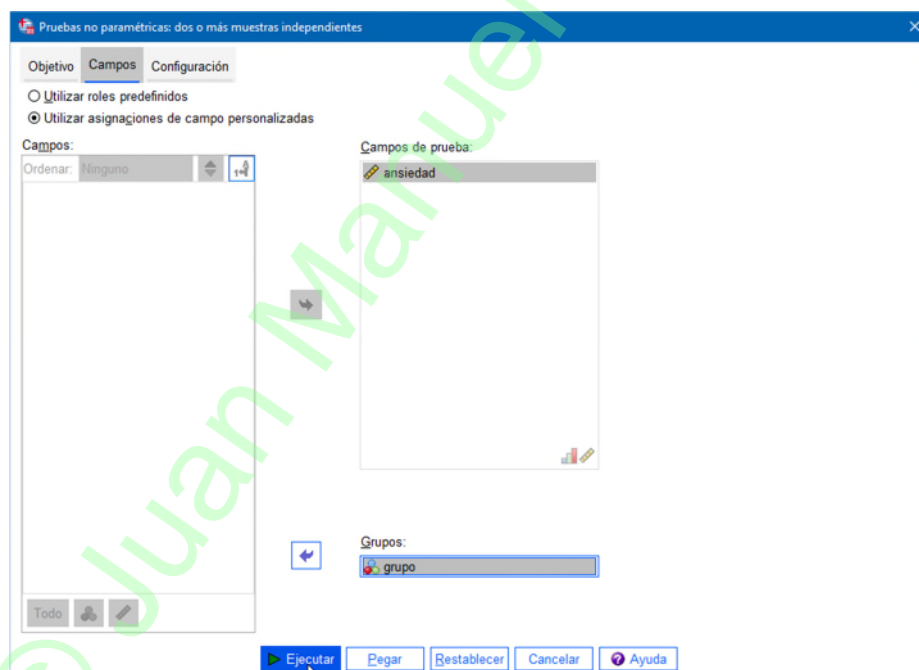 Pruebas no paramétricas: dos o más muestras independientes
Objetivo Campos Configuración
Utilizar roles predefinidos
Utilizar asignaciones de campo personalizadas
Campos:
Ordenar: Ninguno
Campos de prueba:
ansiedad
Grupos:
grupo
Todo
Ejecutar Pegar Restablecer Cancelar Ayuda
© Juan Manuel